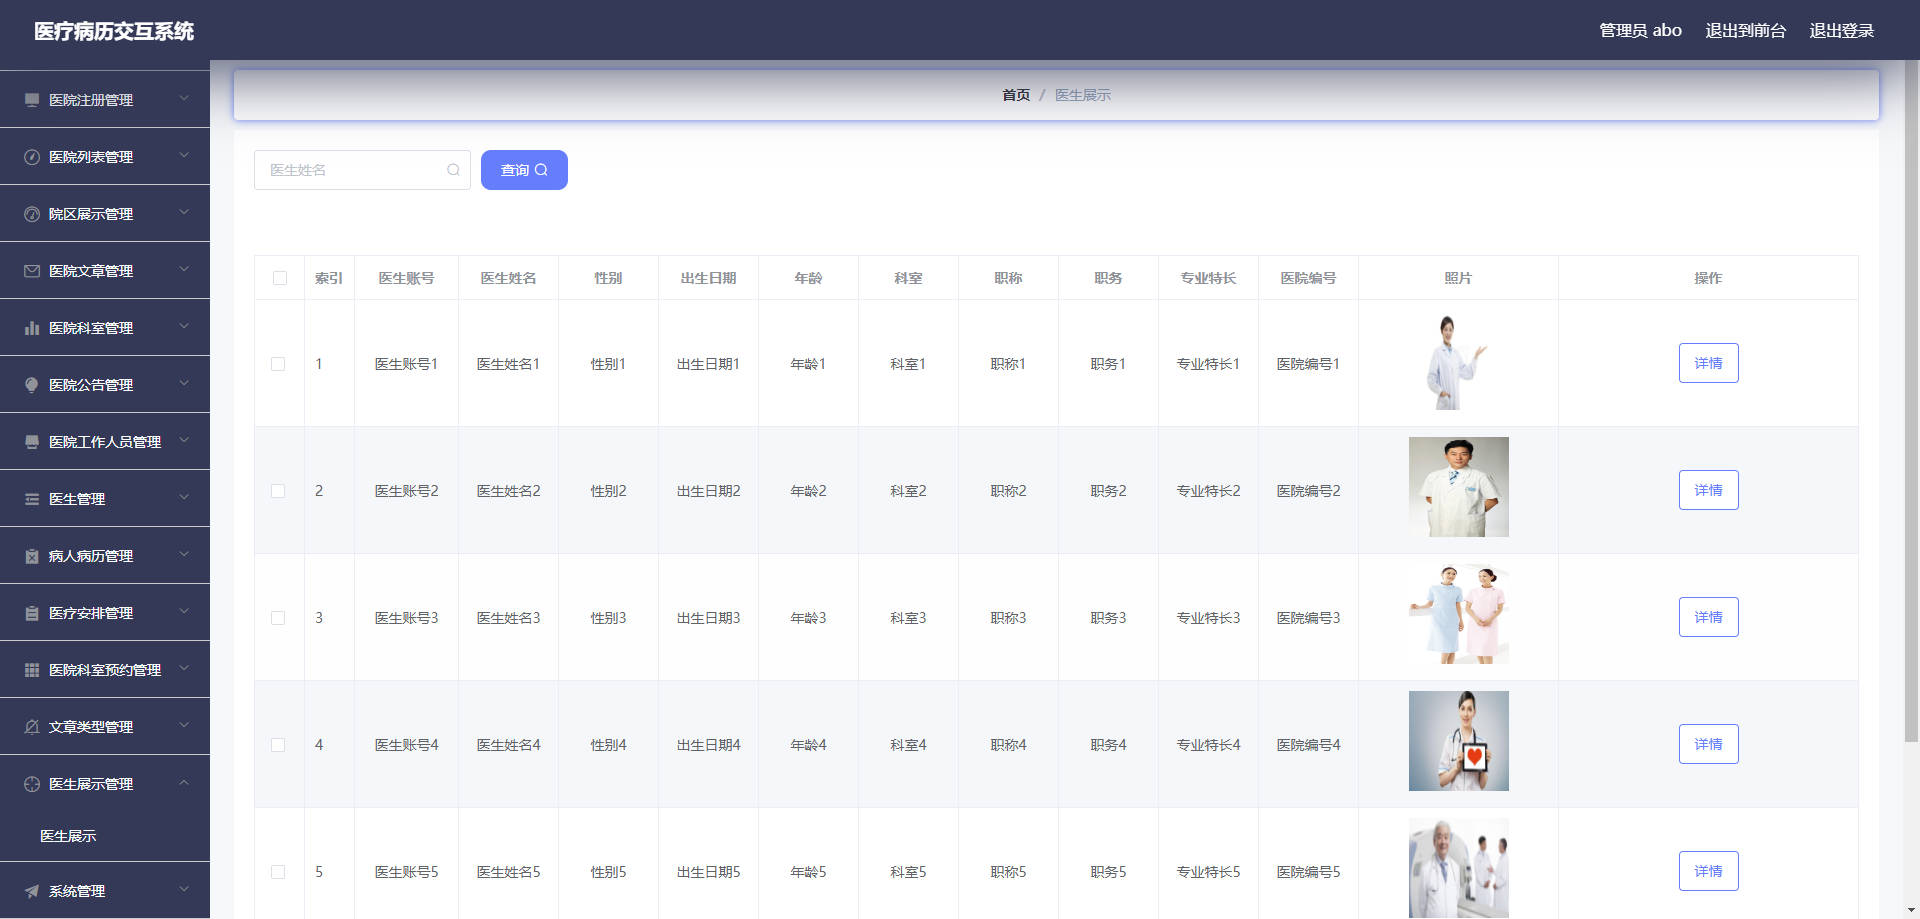 医疗病历交互系统
管理员 abo 退出到前台 退出登录
医院注册管理
医院列表管理
院区展示管理
医院文章管理
医院科室管理
医院公告管理
医院工作人员管理
医生管理
病人病历管理
医疗安排管理
医院科室预约管理
文章类型管理
医生展示管理
医生展示
系统管理
首页 / 医生展示
医生姓名 查询
索引 医生账号 医生姓名 性别 出生日期 年龄 科室 职称 职务 专业特长 医院编号 照片 操作
1 医生账号1 医生姓名1 性别1 出生日期1 年龄1 科室1 职称1 职务1 专业特长1 医院编号1 详情
2 医生账号2 医生姓名2 性别2 出生日期2 年龄2 科室2 职称2 职务2 专业特长2 医院编号2 详情
3 医生账号3 医生姓名3 性别3 出生日期3 年龄3 科室3 职称3 职务3 专业特长3 医院编号3 详情
4 医生账号4 医生姓名4 性别4 出生日期4 年龄4 科室4 职称4 职务4 专业特长4 医院编号4 详情
5 医生账号5 医生姓名5 性别5 出生日期5 年龄5 科室5 职称5 职务5 专业特长5 医院编号5 详情